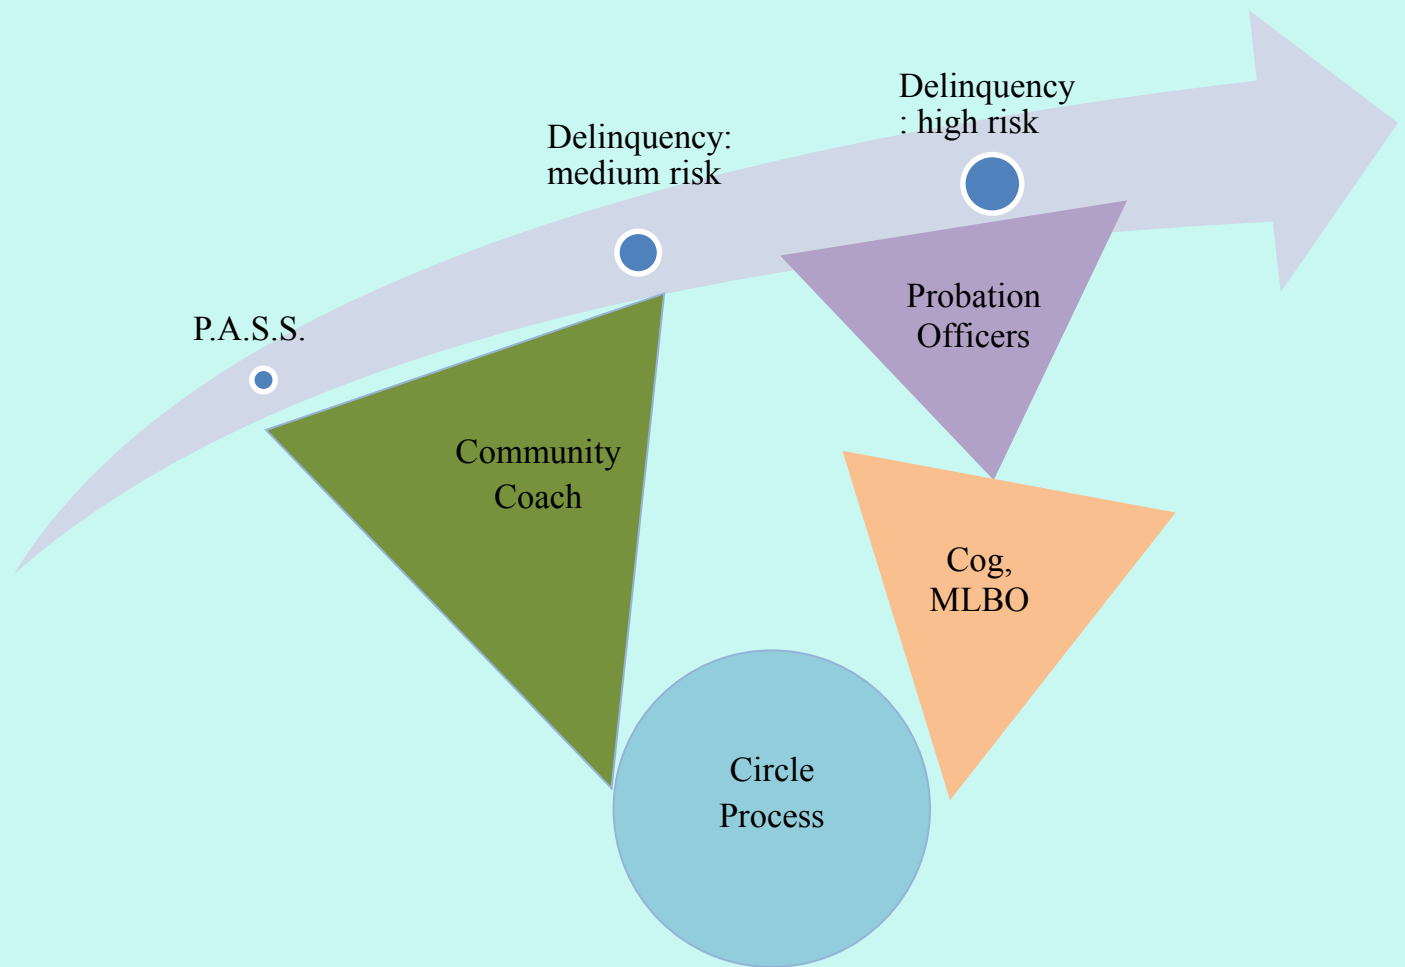 Delinquency
: high risk
Delinquency:
medium risk
P.A.S.S.
Probation
Officers
Community
Coach
Cog,
MLBO
Circle
Process